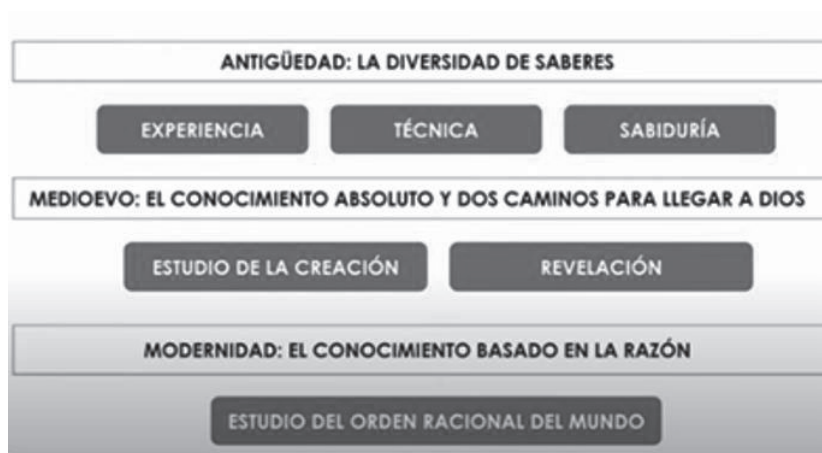 ANTIGÜEDAD: LA DIVERSIDAD DE SABERES
EXPERIENCIA TÉCNICA SABIDURÍA
MEDIOEVO: EL CONOCIMIENTO ABSOLUTO Y DOS CAMINOS PARA LLEGAR A DIOS
ESTUDIO DE LA CREACIÓN REVELACIÓN
MODERNIDAD: EL CONOCIMIENTO BASADO EN LA RAZÓN
ESTUDIO DEL ORDEN RACIONAL DEL MUNDO